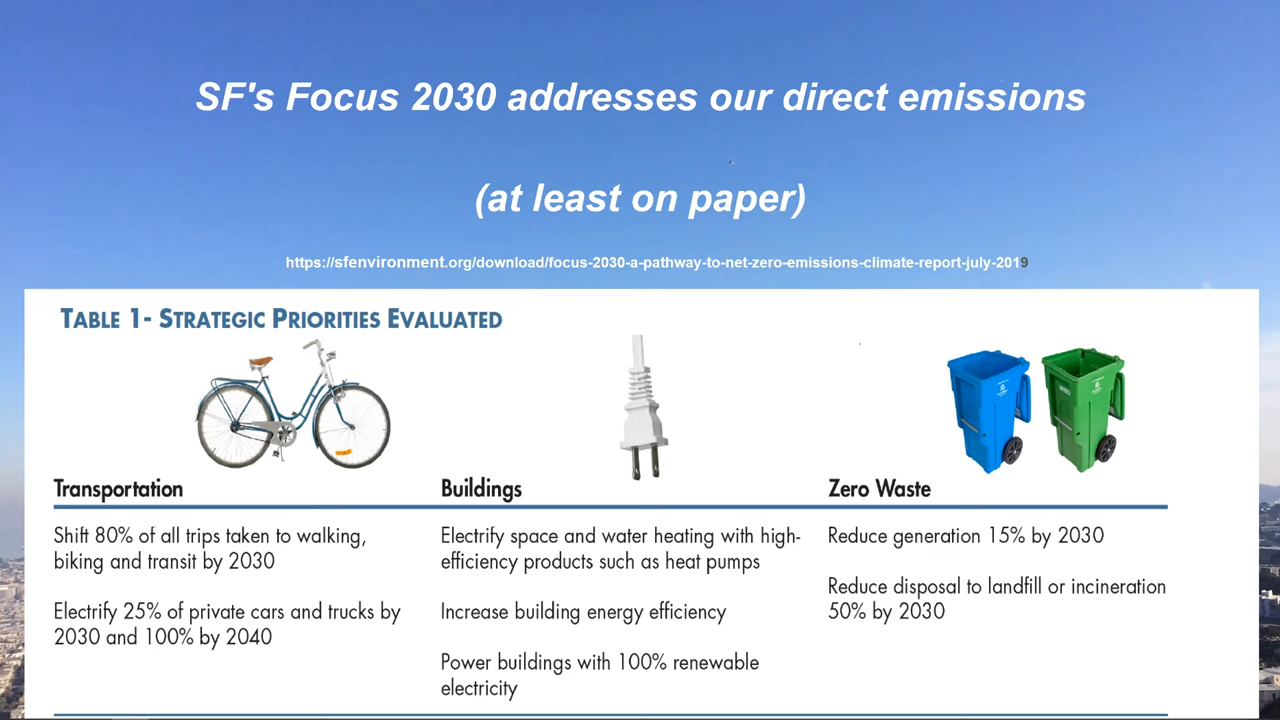 SF's Focus 2030 addresses our direct emissions
(at least on paper)
https://sfenvironment.org/download/focus-2030-a-pathway-to-net-zero-emissions-climate-report-july-2019
TABLE 1- STRATEGIC PRIORITIES EVALUATED
Transportation
Shift 80% of all trips taken to walking,
biking and transit by 2030
Electrify 25% of private cars and trucks by
2030 and 100% by 2040
Buildings
Electrify space and water heating with high-
efficiency products such as heat pumps
Increase building energy efficiency
Power buildings with 100% renewable
electricity
Zero Waste
Reduce generation 15% by 2030
Reduce disposal to landfill or incineration
50% by 2030